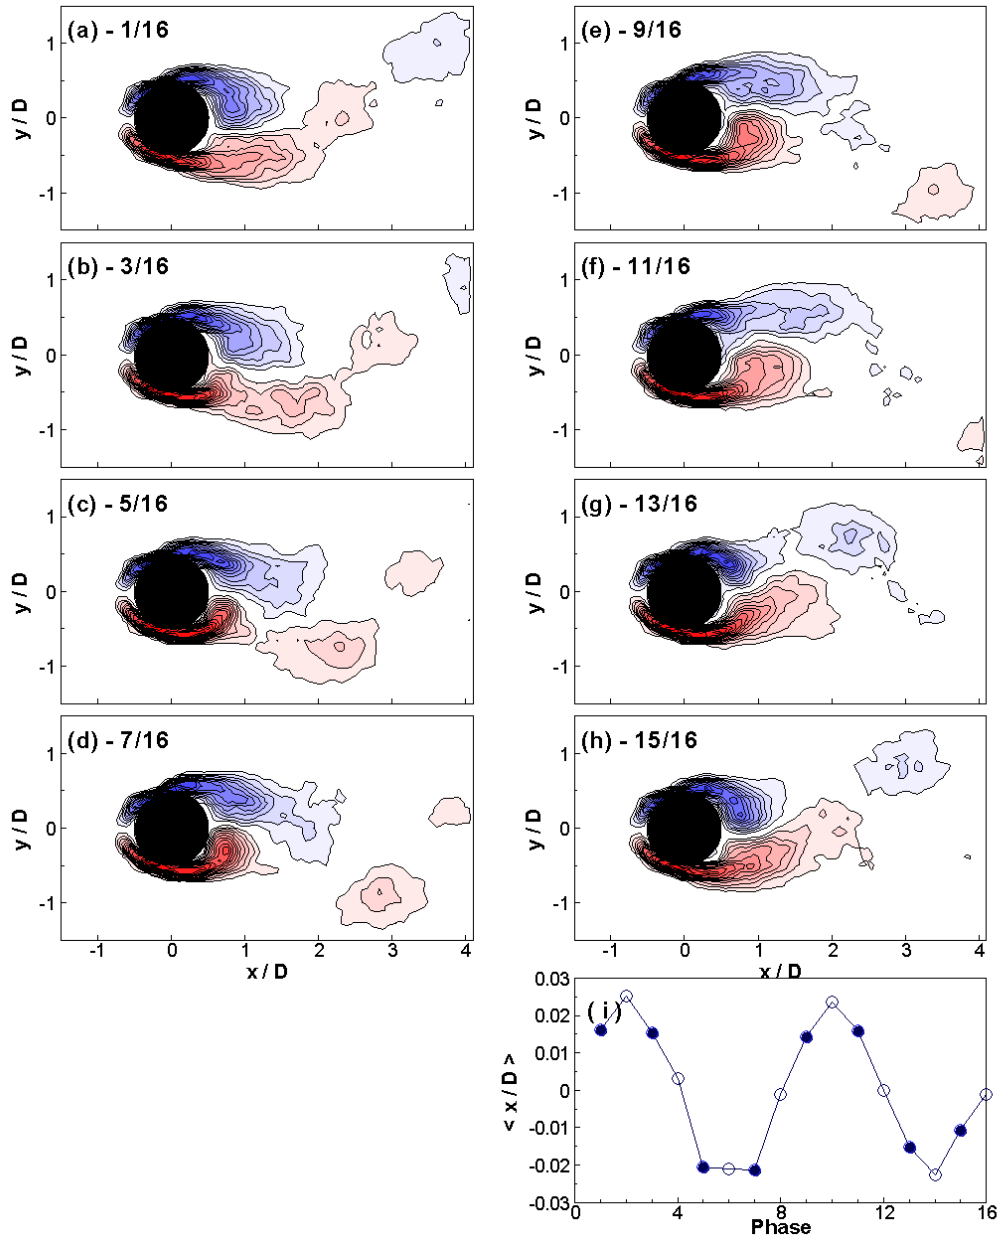 (a) - 1/16
1
0
-1
y / D
(b) - 3/16
1
0
-1
y / D
(c) - 5/16
1
0
-1
y / D
(d) - 7/16
1
0
-1
y / D
-1 0 1 2 3 4
x / D
(e) - 9/16
1
0
-1
y / D
(f) - 11/16
1
0
-1
y / D
(g) - 13/16
1
0
-1
y / D
(h) - 15/16
1
0
-1
y / D
-1 0 1 2 3 4
x / D
( i )
0.03
0.02
0.01
0
-0.01
-0.02
-0.03
< x / D >
0 4 8 12 16
Phase